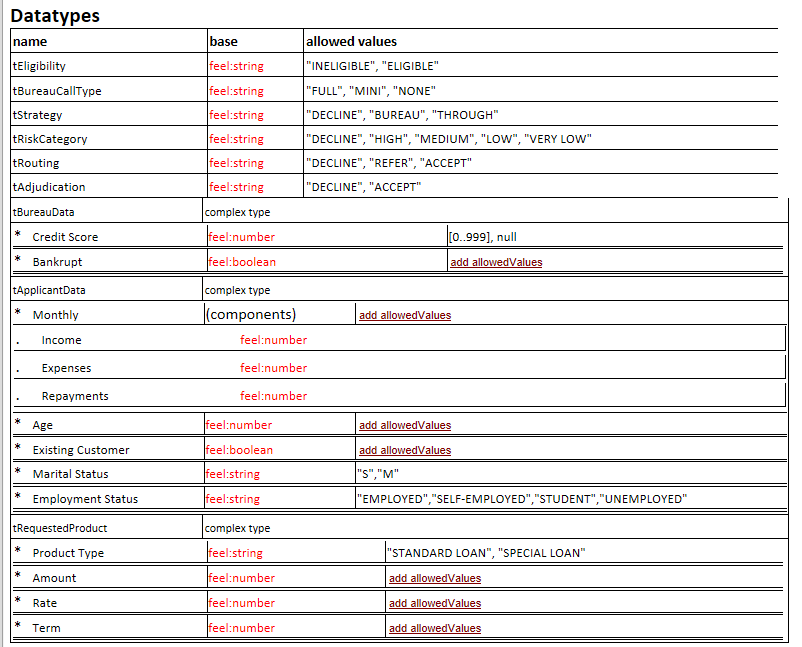 Datatypes
name base allowed values
tEligibility feel:string "INELIGIBLE", "ELIGIBLE"
tBureauCallType feel:string "FULL", "MINI", "NONE"
tStrategy feel:string "DECLINE", "BUREAU", "THROUGH"
tRiskCategory feel:string "DECLINE", "HIGH", "MEDIUM", "LOW", "VERY LOW"
tRouting feel:string "DECLINE", "REFER", "ACCEPT"
tAdjudication feel:string "DECLINE", "ACCEPT"
tBureauData complex type
* Credit Score feel:number [0..999], null
* Bankrupt feel:boolean add allowedValues
tApplicantData complex type
* Monthly (components) add allowedValues
. Income feel:number
. Expenses feel:number
. Repayments feel:number
* Age feel:number add allowedValues
* Existing Customer feel:boolean add allowedValues
* Marital Status feel:string "S","M"
* Employment Status feel:string "EMPLOYED","SELF-EMPLOYED","STUDENT","UNEMPLOYED"
tRequestedProduct complex type
* Product Type feel:string "STANDARD LOAN", "SPECIAL LOAN"
* Amount feel:number add allowedValues
* Rate feel:number add allowedValues
* Term feel:number add allowedValues